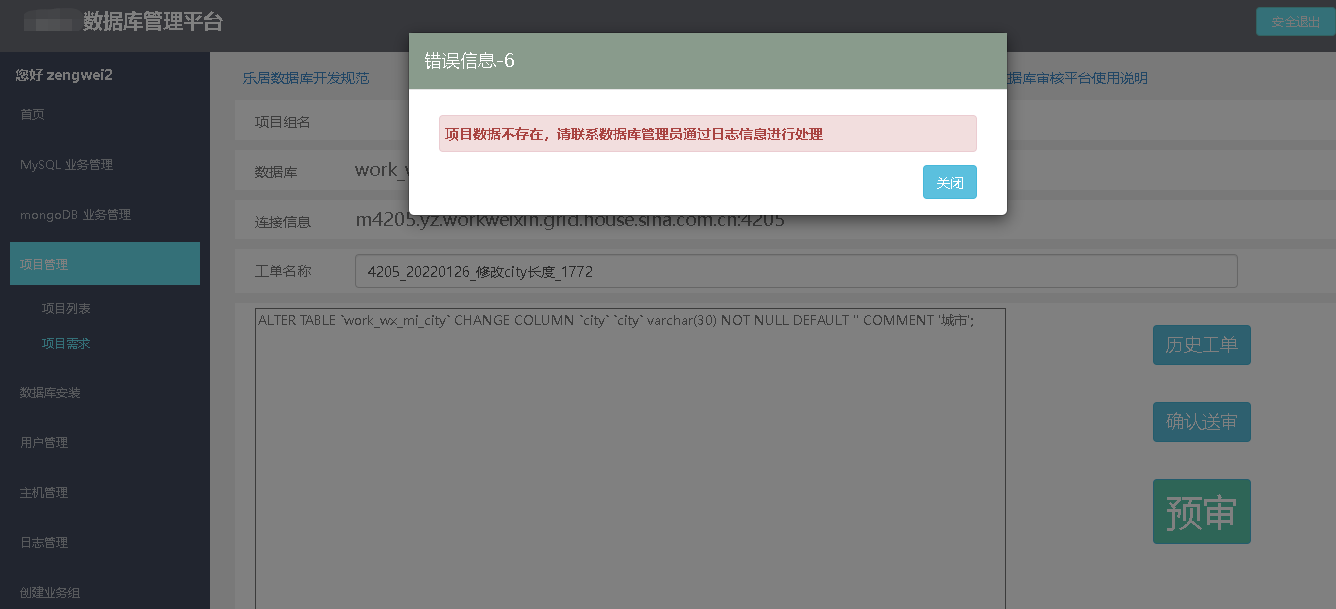 数据库管理平台
安全退出
错误信息-6
您好 zengwei2
乐居数据库开发规范
据库审核平台使用说明
首页
项目组名
项目数据不存在，请联系数据库管理员通过日志信息进行处理
MySQL 业务管理
数据库
work_
关闭
mongoDB 业务管理
连接信息
m4205.yz.workweixin.grid.house.sina.com.cn:4205
项目管理
工单名称
4205_20220126_修改city长度_1772
项目列表
ALTER TABLE `work_wx_mi_city` CHANGE COLUMN `city` `city` varchar(30) NOT NULL DEFAULT '' COMMENT '城市';
项目需求
历史工单
数据库安装
确认送审
用户管理
主机管理
预审
日志管理
创建业务组